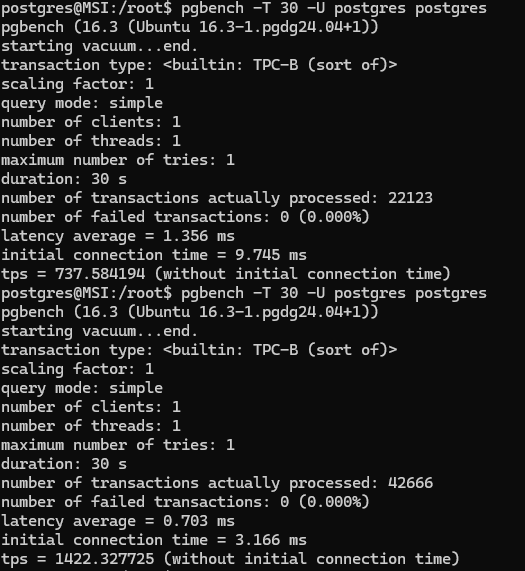 postgres@MSI:/root$ pgbench -T 30 -U postgres postgres
pgbench (16.3 (Ubuntu 16.3-1.pgdg24.04+1))
starting vacuum...end.
transaction type: <builtin: TPC-B (sort of)>
scaling factor: 1
query mode: simple
number of clients: 1
number of threads: 1
maximum number of tries: 1
duration: 30 s
number of transactions actually processed: 22123
number of failed transactions: 0 (0.000%)
latency average = 1.356 ms
initial connection time = 9.745 ms
tps = 737.584194 (without initial connection time)
postgres@MSI:/root$ pgbench -T 30 -U postgres postgres
pgbench (16.3 (Ubuntu 16.3-1.pgdg24.04+1))
starting vacuum...end.
transaction type: <builtin: TPC-B (sort of)>
scaling factor: 1
query mode: simple
number of clients: 1
number of threads: 1
maximum number of tries: 1
duration: 30 s
number of transactions actually processed: 42666
number of failed transactions: 0 (0.000%)
latency average = 0.703 ms
initial connection time = 3.166 ms
tps = 1422.327725 (without initial connection time)